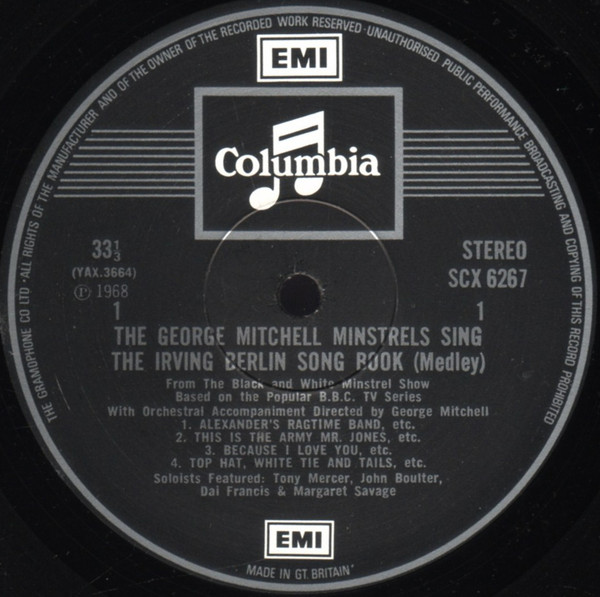 THE GRAMOPHONE CO LTD · ALL RIGHTS OF THE MANUFACTURER AND OF THE OWNER OF THE RECORDED WORK RESERVED · UNAUTHORISED PUBLIC PERFORMANCE BROADCASTING AND COPYING OF THIS RECORD PROHIBITED
EMI
Columbia
33 1/3
(YAX.3664)
Ⓟ 1968
1
STEREO
SCX 6267
1
THE GEORGE MITCHELL MINSTRELS SING
THE IRVING BERLIN SONG BOOK (Medley)
From The Black and White Minstrel Show
Based on the Popular B.B.C. TV Series
With Orchestral Accompaniment Directed by George Mitchell
1. ALEXANDER'S RAGTIME BAND, etc.
2. THIS IS THE ARMY MR. JONES, etc.
3. BECAUSE I LOVE YOU, etc.
4. TOP HAT, WHITE TIE AND TAILS, etc.
Soloists Featured: Tony Mercer, John Boulter,
Dai Francis & Margaret Savage
EMI
MADE IN GT. BRITAIN